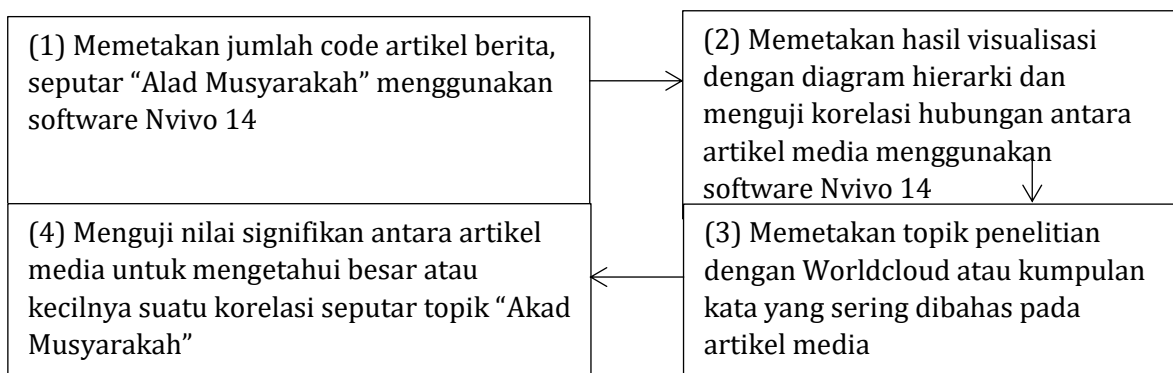 (1) Memetakan jumlah code artikel berita,
seputar “Alad Musyarakah” menggunakan
software Nvivo 14
(2) Memetakan hasil visualisasi
dengan diagram hierarki dan
menguji korelasi hubungan antara
artikel media menggunakan
software Nvivo 14
(3) Memetakan topik penelitian
dengan Worldcloud atau kumpulan
kata yang sering dibahas pada
artikel media
(4) Menguji nilai signifikan antara artikel
media untuk mengetahui besar atau
kecilnya suatu korelasi seputar topik “Akad
Musyarakah”